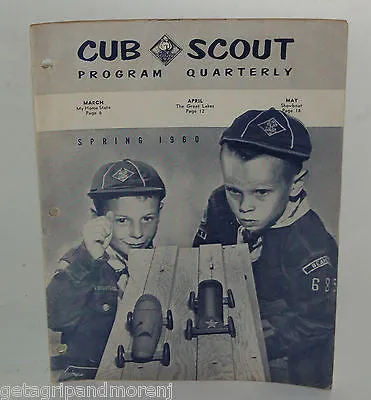 CUB SCOUT
PROGRAM QUARTERLY
MARCH
My Home State
Page 6
APRIL
The Great Lakes
Page 12
MAY
Page 18
SPRING 1960
685
getagripandmorenj